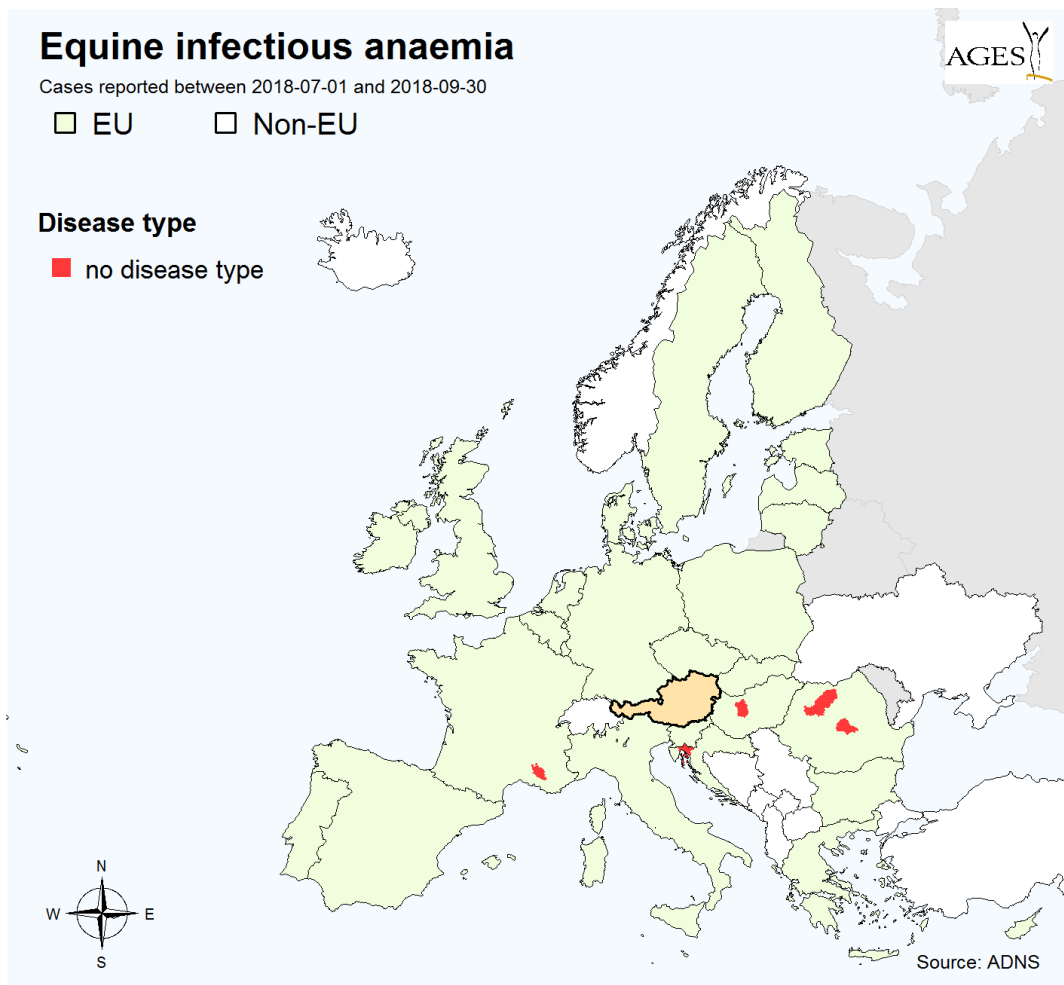 Equine infectious anaemia
Cases reported between 2018-07-01 and 2018-09-30
EU
Non-EU
AGES
Disease type
no disease type
N
W
E
S
Source: ADNS